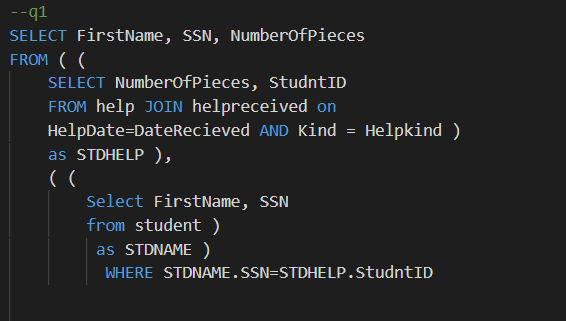 --q1
SELECT FirstName, SSN, NumberOfPieces
FROM ( (
SELECT NumberOfPieces, StudntID
FROM help JOIN helpreceived on
HelpDate=DateRecieved AND Kind = Helpkind )
as STDHELP ),
( (
Select FirstName, SSN
from student )
as STDNAME )
WHERE STDNAME.SSN=STDHELP.StudntID